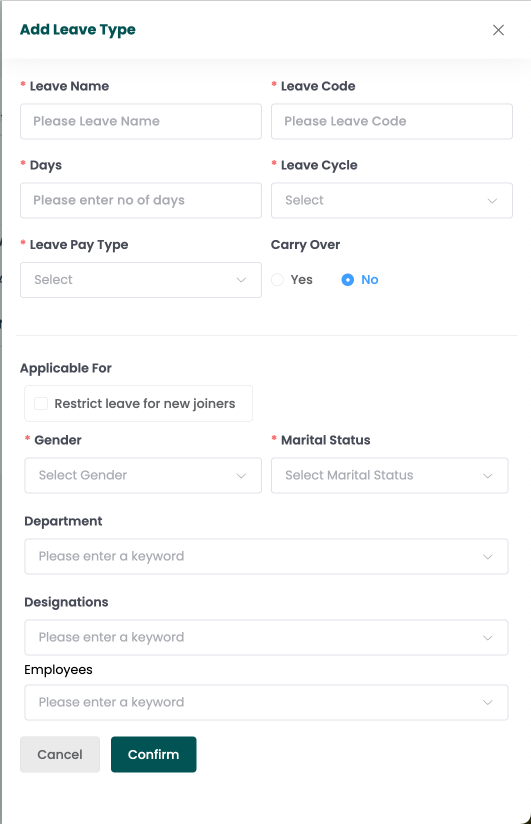 Add Leave Type
* Leave Name * Leave Code
Please Leave Name Please Leave Code
* Days * Leave Cycle
Please enter no of days Select
* Leave Pay Type Carry Over
Select Yes No
Applicable For
Restrict leave for new joiners
* Gender * Marital Status
Select Gender Select Marital Status
Department
Please enter a keyword
Designations
Please enter a keyword
Employees
Please enter a keyword
Cancel Confirm